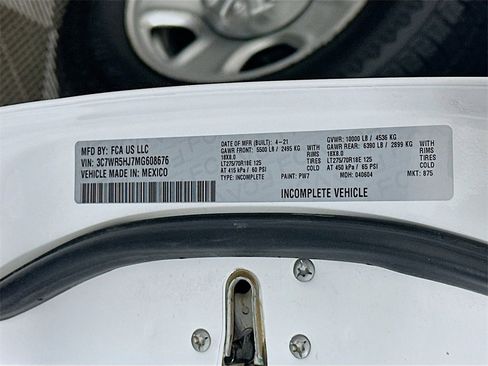 MFD BY: FCA US LLC
VIN: 3C7WR5HJ7MG608676
VEHICLE MADE IN: MEXICO
DATE OF MFR (BUILT): 4-21
GAWR FRONT: 5500 LB / 2495 KG
18X8.0 WITH RIMS
LT275/70R18E 125 TIRES
AT 415 kPa / 60 PSI COLD
TYPE: INCOMPLETE
GVWR: 10000 LB / 4536 KG
GAWR REAR: 6390 LB / 2899 KG
18X8.0 WITH RIMS
LT275/70R18E 125 TIRES
AT 450 kPa / 65 PSI COLD
PAINT: PW7 MDH: 040604 MKT: 875
INCOMPLETE VEHICLE